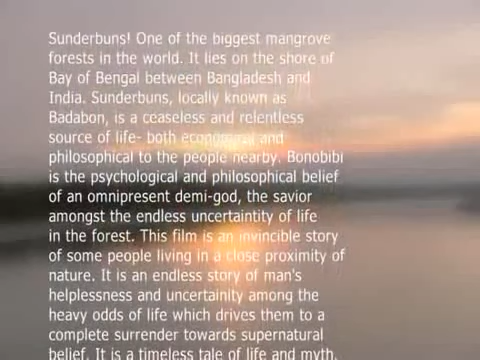 Sunderbuns! One of the biggest mangrove
forests in the world. It lies on the shore of
Bay of Bengal between Bangladesh and
India. Sunderbuns, locally known as
Badabon, is a ceaseless and relentless
source of life- both economical and
philosophical to the people nearby. Bonobibi
is the psychological and philosophical belief
of an omnipresent demi-god, the savior
amongst the endless uncertaintity of life
in the forest. This film is an invincible story
of some people living in a close proximity of
nature. It is an endless story of man's
helplessness and uncertainity among the
heavy odds of life which drives them to a
complete surrender towards supernatural
belief. It is a timeless tale of life and myth,